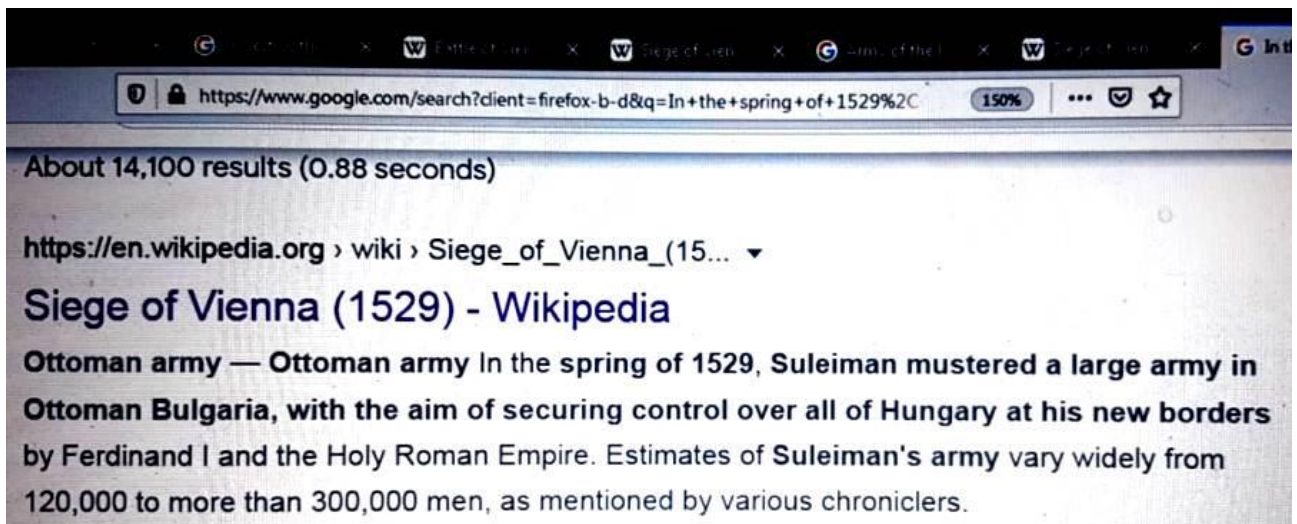 In t
https://www.google.com/search?client=firefox-b-d&q=In+the+spring+of+1529%2C 150%
About 14,100 results (0.88 seconds)
https://en.wikipedia.org › wiki › Siege_of_Vienna_(15...
Siege of Vienna (1529) - Wikipedia
Ottoman army — Ottoman army In the spring of 1529, Suleiman mustered a large army in
Ottoman Bulgaria, with the aim of securing control over all of Hungary at his new borders
by Ferdinand I and the Holy Roman Empire. Estimates of Suleiman's army vary widely from
120,000 to more than 300,000 men, as mentioned by various chroniclers.